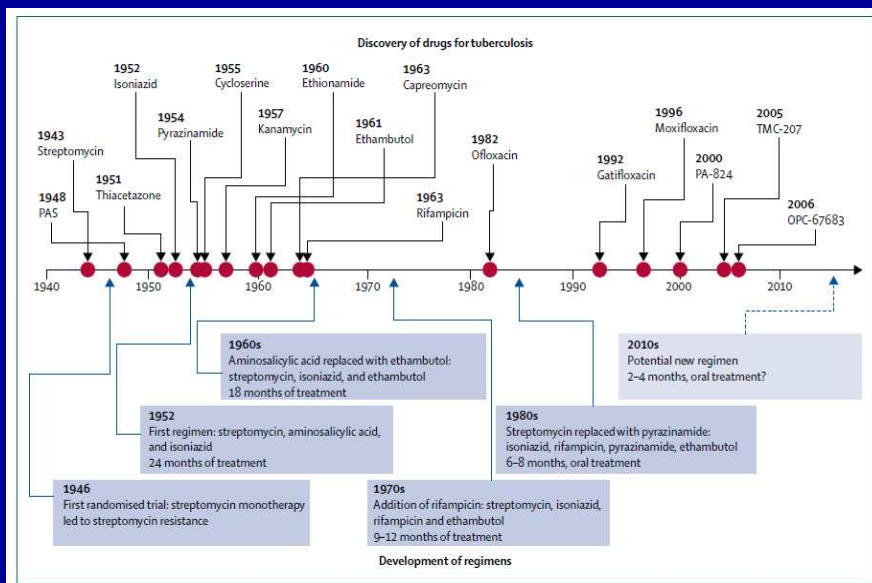 Discovery of drugs for tuberculosis
1952
Isoniazid
1955
Cycloserine
1960
Ethionamide
1963
Capreomycin
1954
Pyrazinamide
1957
Kanamycin
1996
Moxifloxacin
2005
TMC-207
1943
Streptomycin
1961
Ethambutol
1982
Ofloxacin
2000
PA-824
1951
Thiacetazone
1992
Gatifloxacin
1948
PAS
1963
Rifampicin
2006
OPC-67683
1940 1950 1960 1970 1980 1990 2000 2010
1960s
Aminosalicylic acid replaced with ethambutol:
streptomycin, isoniazid, and ethambutol
18 months of treatment
2010s
Potential new regimen
2–4 months, oral treatment?
1952
First regimen: streptomycin, aminosalicylic acid,
and isoniazid
24 months of treatment
1980s
Streptomycin replaced with pyrazinamide:
isoniazid, rifampicin, pyrazinamide, ethambutol
6–8 months, oral treatment
1946
First randomised trial: streptomycin monotherapy
led to streptomycin resistance
1970s
Addition of rifampicin: streptomycin, isoniazid,
rifampicin and ethambutol
9–12 months of treatment
Development of regimens